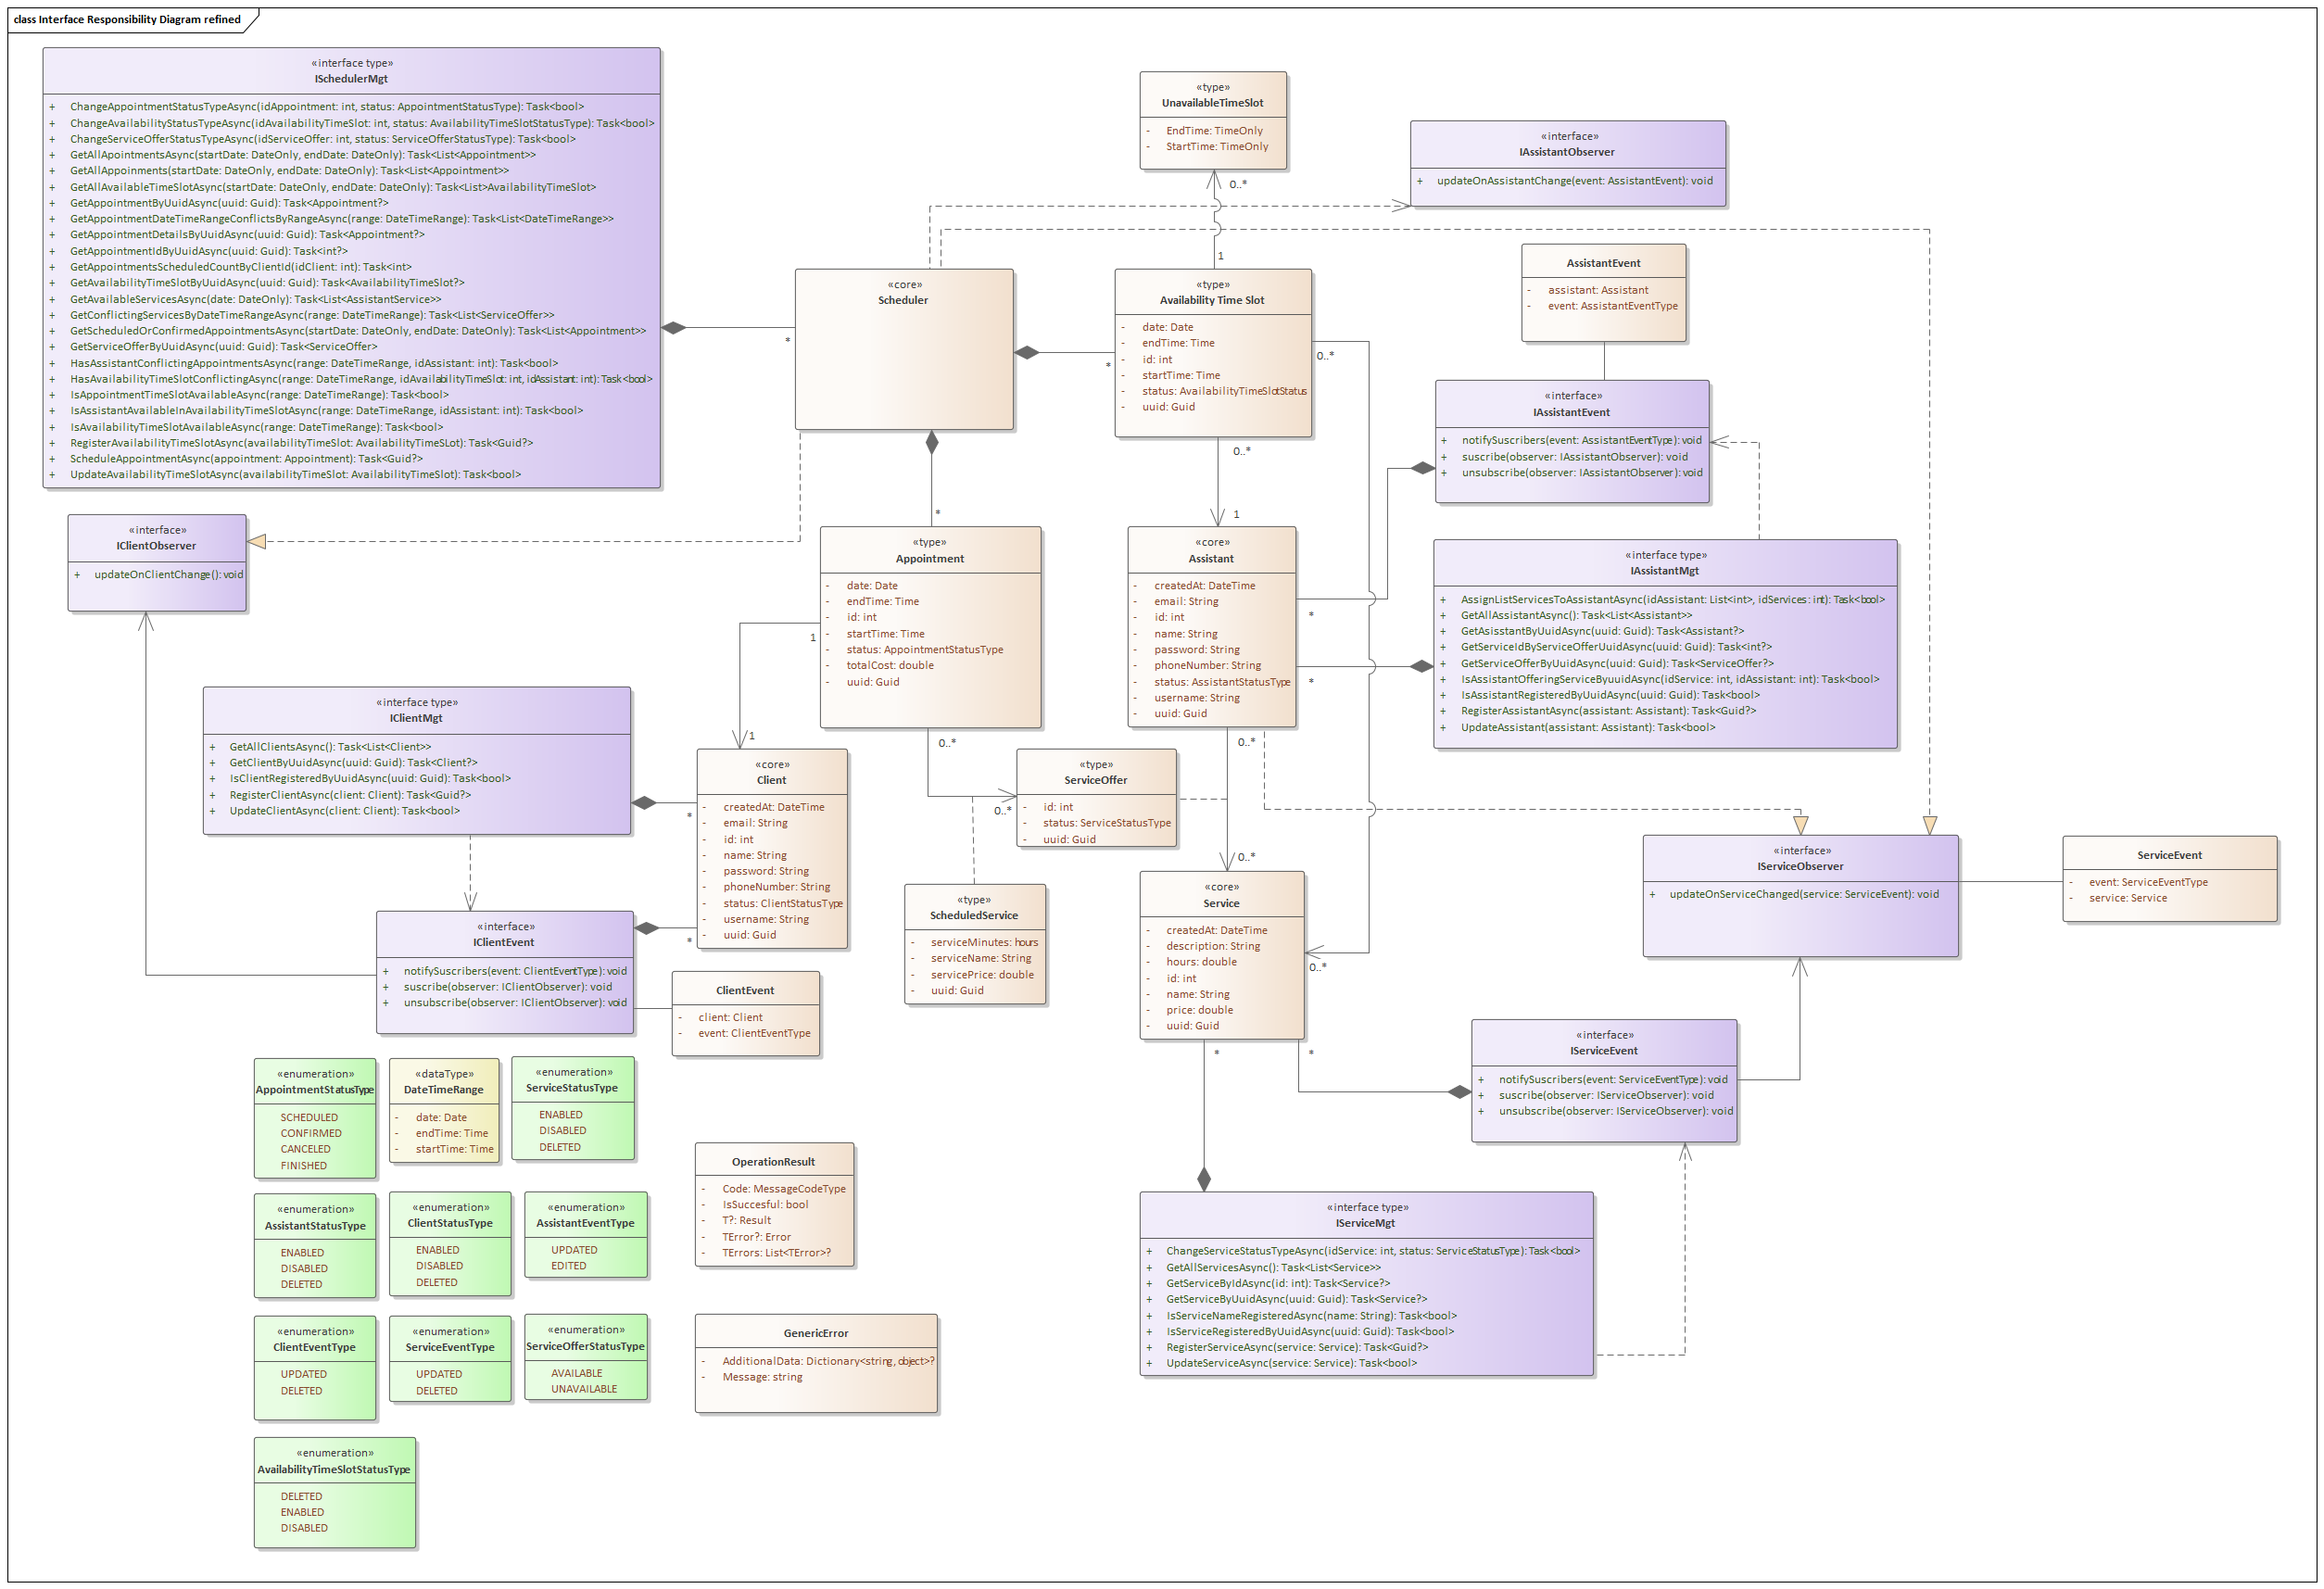 class Interface Responsibility Diagram refined
«interface type»
ISchedulerMgt
+ ChangeAppointmentStatusTypeAsync(idAppointment: int, status: AppointmentStatusType): Task<bool>
+ ChangeAvailabilityStatusTypeAsync(idAvailabilityTimeSlot: int, status: AvailabilityTimeSlotStatusType): Task<bool>
+ ChangeServiceOfferStatusTypeAsync(idServiceOffer: int, status: ServiceOfferStatusType): Task<bool>
+ GetAllApointmentsAsync(startDate: DateOnly, endDate: DateOnly): Task<List<Appointment>>
+ GetAllAppoinments(startDate: DateOnly, endDate: DateOnly): Task<List<Appointment>>
+ GetAllAvailableTimeSlotAsync(startDate: DateOnly, endDate: DateOnly): Task<List>AvailabilityTimeSlot>
+ GetAppointmentByUuidAsync(uuid: Guid): Task<Appointment?>
+ GetAppointmentDateTimeRangeConflictsByRangeAsync(range: DateTimeRange): Task<List<DateTimeRange>>
+ GetAppointmentDetailsByUuidAsync(uuid: Guid): Task<Appointment?>
+ GetAppointmentIdByUuidAsync(uuid: Guid): Task<int?>
+ GetAppointmentsScheduledCountByClientId(idClient: int): Task<int>
+ GetAvailabilityTimeSlotByUuidAsync(uuid: Guid): Task<AvailabilityTimeSlot?>
+ GetAvailableServicesAsync(date: DateOnly): Task<List<AssistantService>>
+ GetConflictingServicesByDateTimeRangeAsync(range: DateTimeRange): Task<List<ServiceOffer>>
+ GetScheduledOrConfirmedAppointmentsAsync(startDate: DateOnly, endDate: DateOnly): Task<List<Appointment>>
+ GetServiceOfferByUuidAsync(uuid: Guid): Task<ServiceOffer>
+ HasAssistantConflictingAppointmentsAsync(range: DateTimeRange, idAssistant: int): Task<bool>
+ HasAvailabilityTimeSlotConflictingAsync(range: DateTimeRange, idAvailabilityTimeSlot: int, idAssistant: int): Task<bool>
+ IsAppointmentTimeSlotAvailableAsync(range: DateTimeRange): Task<bool>
+ IsAssistantAvailableInAvailabilityTimeSlotAsync(range: DateTimeRange, idAssistant: int): Task<bool>
+ IsAvailabilityTimeSlotAvailableAsync(range: DateTimeRange): Task<bool>
+ RegisterAvailabilityTimeSlotAsync(availabilityTimeSlot: AvailabilityTimeSLot): Task<Guid?>
+ ScheduleAppointmentAsync(appointment: Appointment): Task<Guid?>
+ UpdateAvailabilityTimeSlotAsync(availabilityTimeSlot: AvailabilityTimeSlot): Task<bool>
*
«core»
Scheduler
*
*
«type»
UnavailableTimeSlot
- EndTime: TimeOnly
- StartTime: TimeOnly
0..*
1
«type»
Availability Time Slot
- date: Date
- endTime: Time
- id: int
- startTime: Time
- status: AvailabilityTimeSlotStatus
- uuid: Guid
0..*
0..*
1
«interface»
IAssistantObserver
+ updateOnAssistantChange(event: AssistantEvent): void
AssistantEvent
- assistant: Assistant
- event: AssistantEventType
«interface»
IAssistantEvent
+ notifySuscribers(event: AssistantEventType): void
+ suscribe(observer: IAssistantObserver): void
+ unsubscribe(observer: IAssistantObserver): void
«interface»
IClientObserver
+ updateOnClientChange(): void
«type»
Appointment
- date: Date
- endTime: Time
- id: int
- startTime: Time
- status: AppointmentStatusType
- totalCost: double
- uuid: Guid
1
1
0..*
0..*
«core»
Assistant
- createdAt: DateTime
- email: String
- id: int
- name: String
- password: String
- phoneNumber: String
- status: AssistantStatusType
- username: String
- uuid: Guid
*
*
0..*
0..*
0..*
«interface type»
IAssistantMgt
+ AssignListServicesToAssistantAsync(idAssistant: List<int>, idServices: int): Task<bool>
+ GetAllAssistantAsync(): Task<List<Assistant>>
+ GetAsisstantByUuidAsync(uuid: Guid): Task<Assistant?>
+ GetServiceIdByServiceOfferUuidAsync(uuid: Guid): Task<int?>
+ GetServiceOfferByUuidAsync(uuid: Guid): Task<ServiceOffer?>
+ IsAssistantOfferingServiceByuuidAsync(idService: int, idAssistant: int): Task<bool>
+ IsAssistantRegisteredByUuidAsync(uuid: Guid): Task<bool>
+ RegisterAssistantAsync(assistant: Assistant): Task<Guid?>
+ UpdateAssistant(assistant: Assistant): Task<bool>
«interface type»
IClientMgt
+ GetAllClientsAsync(): Task<List<Client>>
+ GetClientByUuidAsync(uuid: Guid): Task<Client?>
+ IsClientRegisteredByUuidAsync(uuid: Guid): Task<bool>
+ RegisterClientAsync(client: Client): Task<Guid?>
+ UpdateClientAsync(client: Client): Task<bool>
*
«core»
Client
- createdAt: DateTime
- email: String
- id: int
- name: String
- password: String
- phoneNumber: String
- status: ClientStatusType
- username: String
- uuid: Guid
*
«type»
ServiceOffer
- id: int
- status: ServiceStatusType
- uuid: Guid
«type»
ScheduledService
- serviceMinutes: hours
- serviceName: String
- servicePrice: double
- uuid: Guid
«core»
Service
- createdAt: DateTime
- description: String
- hours: double
- id: int
- name: String
- price: double
- uuid: Guid
*
*
«interface»
IServiceObserver
+ updateOnServiceChanged(service: ServiceEvent): void
ServiceEvent
- event: ServiceEventType
- service: Service
«interface»
IClientEvent
+ notifySuscribers(event: ClientEventType): void
+ suscribe(observer: IClientObserver): void
+ unsubscribe(observer: IClientObserver): void
ClientEvent
- client: Client
- event: ClientEventType
«interface»
IServiceEvent
+ notifySuscribers(event: ServiceEventType): void
+ suscribe(observer: IServiceObserver): void
+ unsubscribe(observer: IServiceObserver): void
«enumeration»
AppointmentStatusType
SCHEDULED
CONFIRMED
CANCELED
FINISHED
«dataType»
DateTimeRange
- date: Date
- endTime: Time
- startTime: Time
«enumeration»
ServiceStatusType
ENABLED
DISABLED
DELETED
OperationResult
- Code: MessageCodeType
- IsSuccesful: bool
- T?: Result
- TError?: Error
- TErrors: List<TError>?
«enumeration»
AssistantStatusType
ENABLED
DISABLED
DELETED
«enumeration»
ClientStatusType
ENABLED
DISABLED
DELETED
«enumeration»
AssistantEventType
UPDATED
EDITED
«interface type»
IServiceMgt
+ ChangeServiceStatusTypeAsync(idService: int, status: ServiceStatusType): Task<bool>
+ GetAllServicesAsync(): Task<List<Service>>
+ GetServiceByIdAsync(id: int): Task<Service?>
+ GetServiceByUuidAsync(uuid: Guid): Task<Service?>
+ IsServiceNameRegisteredAsync(name: String): Task<bool>
+ IsServiceRegisteredByUuidAsync(uuid: Guid): Task<bool>
+ RegisterServiceAsync(service: Service): Task<Guid?>
+ UpdateServiceAsync(service: Service): Task<bool>
«enumeration»
ClientEventType
UPDATED
DELETED
«enumeration»
ServiceEventType
UPDATED
DELETED
«enumeration»
ServiceOfferStatusType
AVAILABLE
UNAVAILABLE
GenericError
- AdditionalData: Dictionary<string, object>?
- Message: string
«enumeration»
AvailabilityTimeSlotStatusType
DELETED
ENABLED
DISABLED